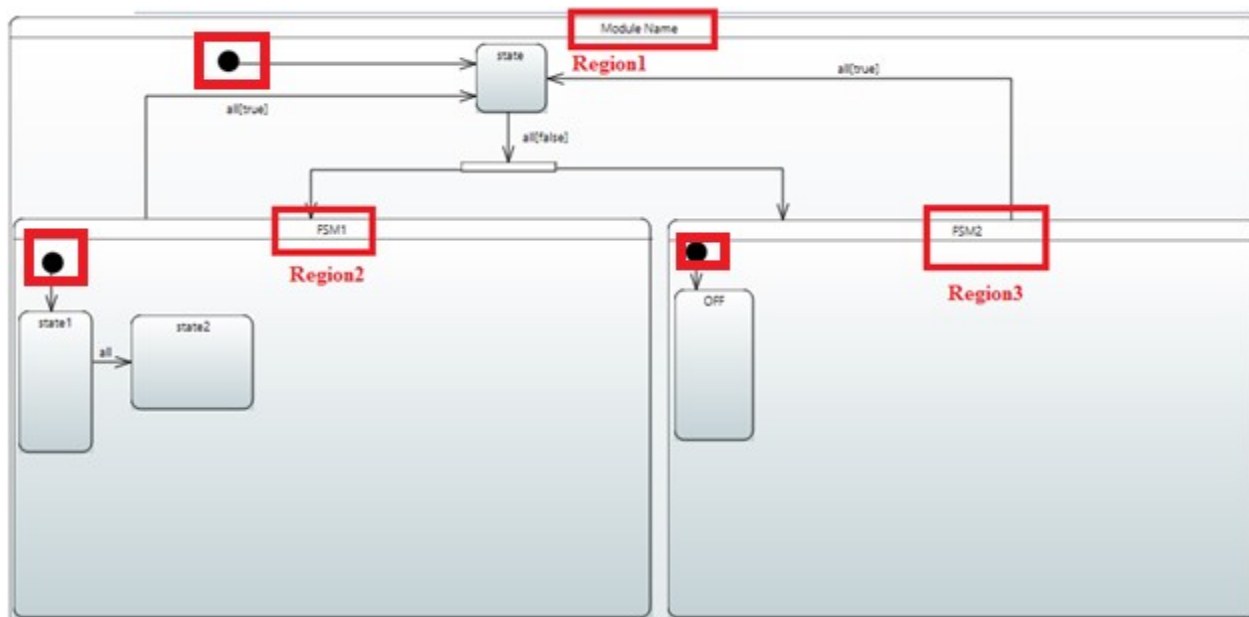 Module Name
state
Region1
all[true]
all[true]
all[false]
FSM1
FSM2
Region2
Region3
state1
state2
all
OFF